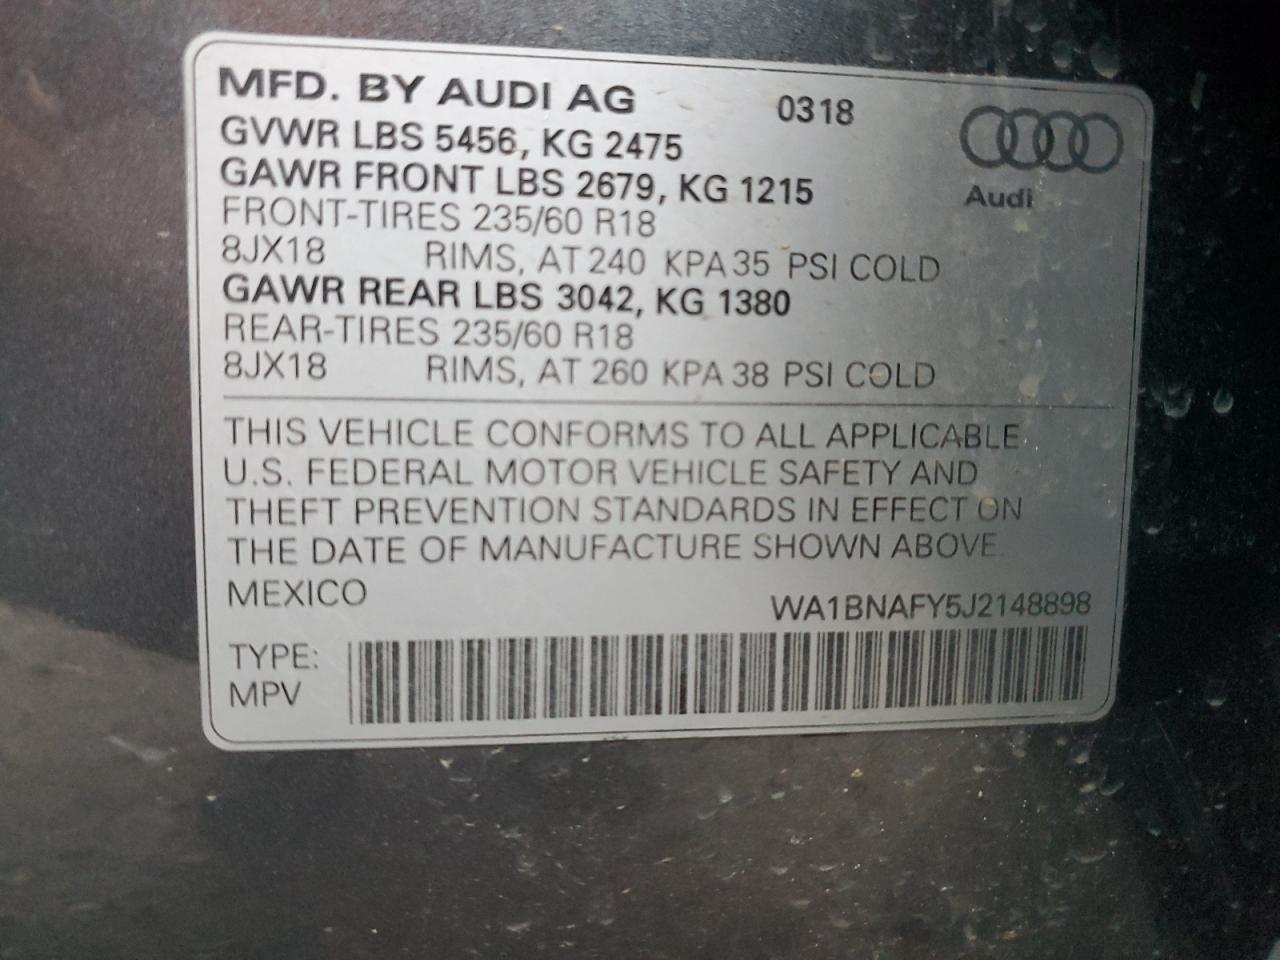 MFD. BY AUDI AG 0318
GVWR LBS 5456, KG 2475
GAWR FRONT LBS 2679, KG 1215
Audi
FRONT-TIRES 235/60 R18
8JX18 RIMS, AT 240 KPA 35 PSI COLD
GAWR REAR LBS 3042, KG 1380
REAR-TIRES 235/60 R18
8JX18 RIMS, AT 260 KPA 38 PSI COLD
THIS VEHICLE CONFORMS TO ALL APPLICABLE
U.S. FEDERAL MOTOR VEHICLE SAFETY AND
THEFT PREVENTION STANDARDS IN EFFECT ON
THE DATE OF MANUFACTURE SHOWN ABOVE.
MEXICO WA1BNAFY5J2148898
TYPE:
MPV